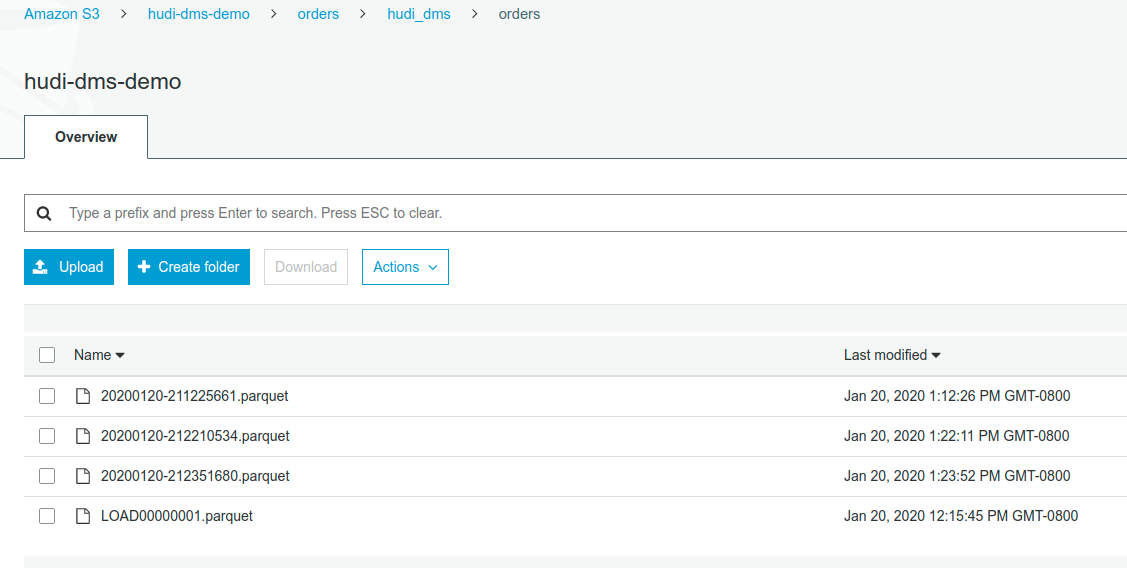 Amazon S3 > hudi-dms-demo > orders > hudi_dms > orders
hudi-dms-demo
Overview
Type a prefix and press Enter to search. Press ESC to clear.
Upload Create folder Download Actions
Name Last modified
20200120-211225661.parquet Jan 20, 2020 1:12:26 PM GMT-0800
20200120-212210534.parquet Jan 20, 2020 1:22:11 PM GMT-0800
20200120-212351680.parquet Jan 20, 2020 1:23:52 PM GMT-0800
LOAD00000001.parquet Jan 20, 2020 12:15:45 PM GMT-0800